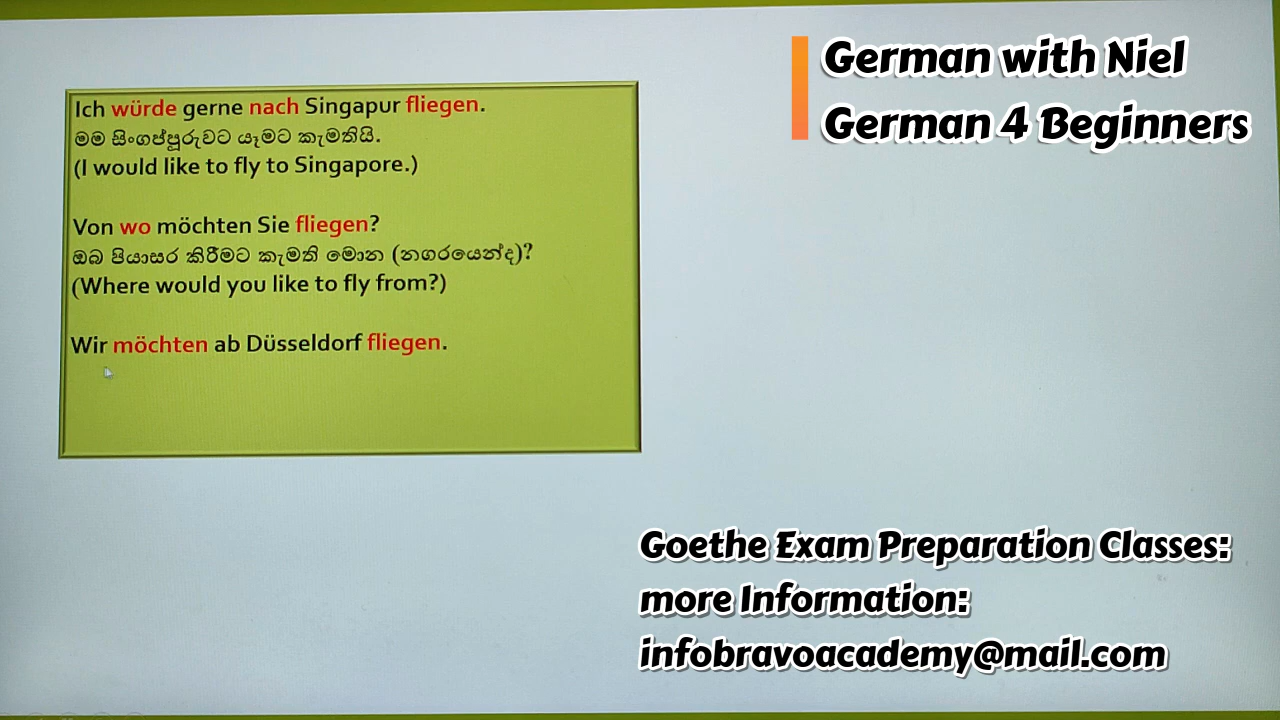 German with Niel
German 4 Beginners
Ich würde gerne nach Singapur fliegen.
මම සිංගප්පූරුවට යෑමට කැමතියි.
(I would like to fly to Singapore.)
Von wo möchten Sie fliegen?
ඔබ පියාසර කිරීමට කැමති මොන (නගරයෙන්ද)?
(Where would you like to fly from?)
Wir möchten ab Düsseldorf fliegen.
Goethe Exam Preparation Classes:
more Information:
infobravoacademy@mail.com